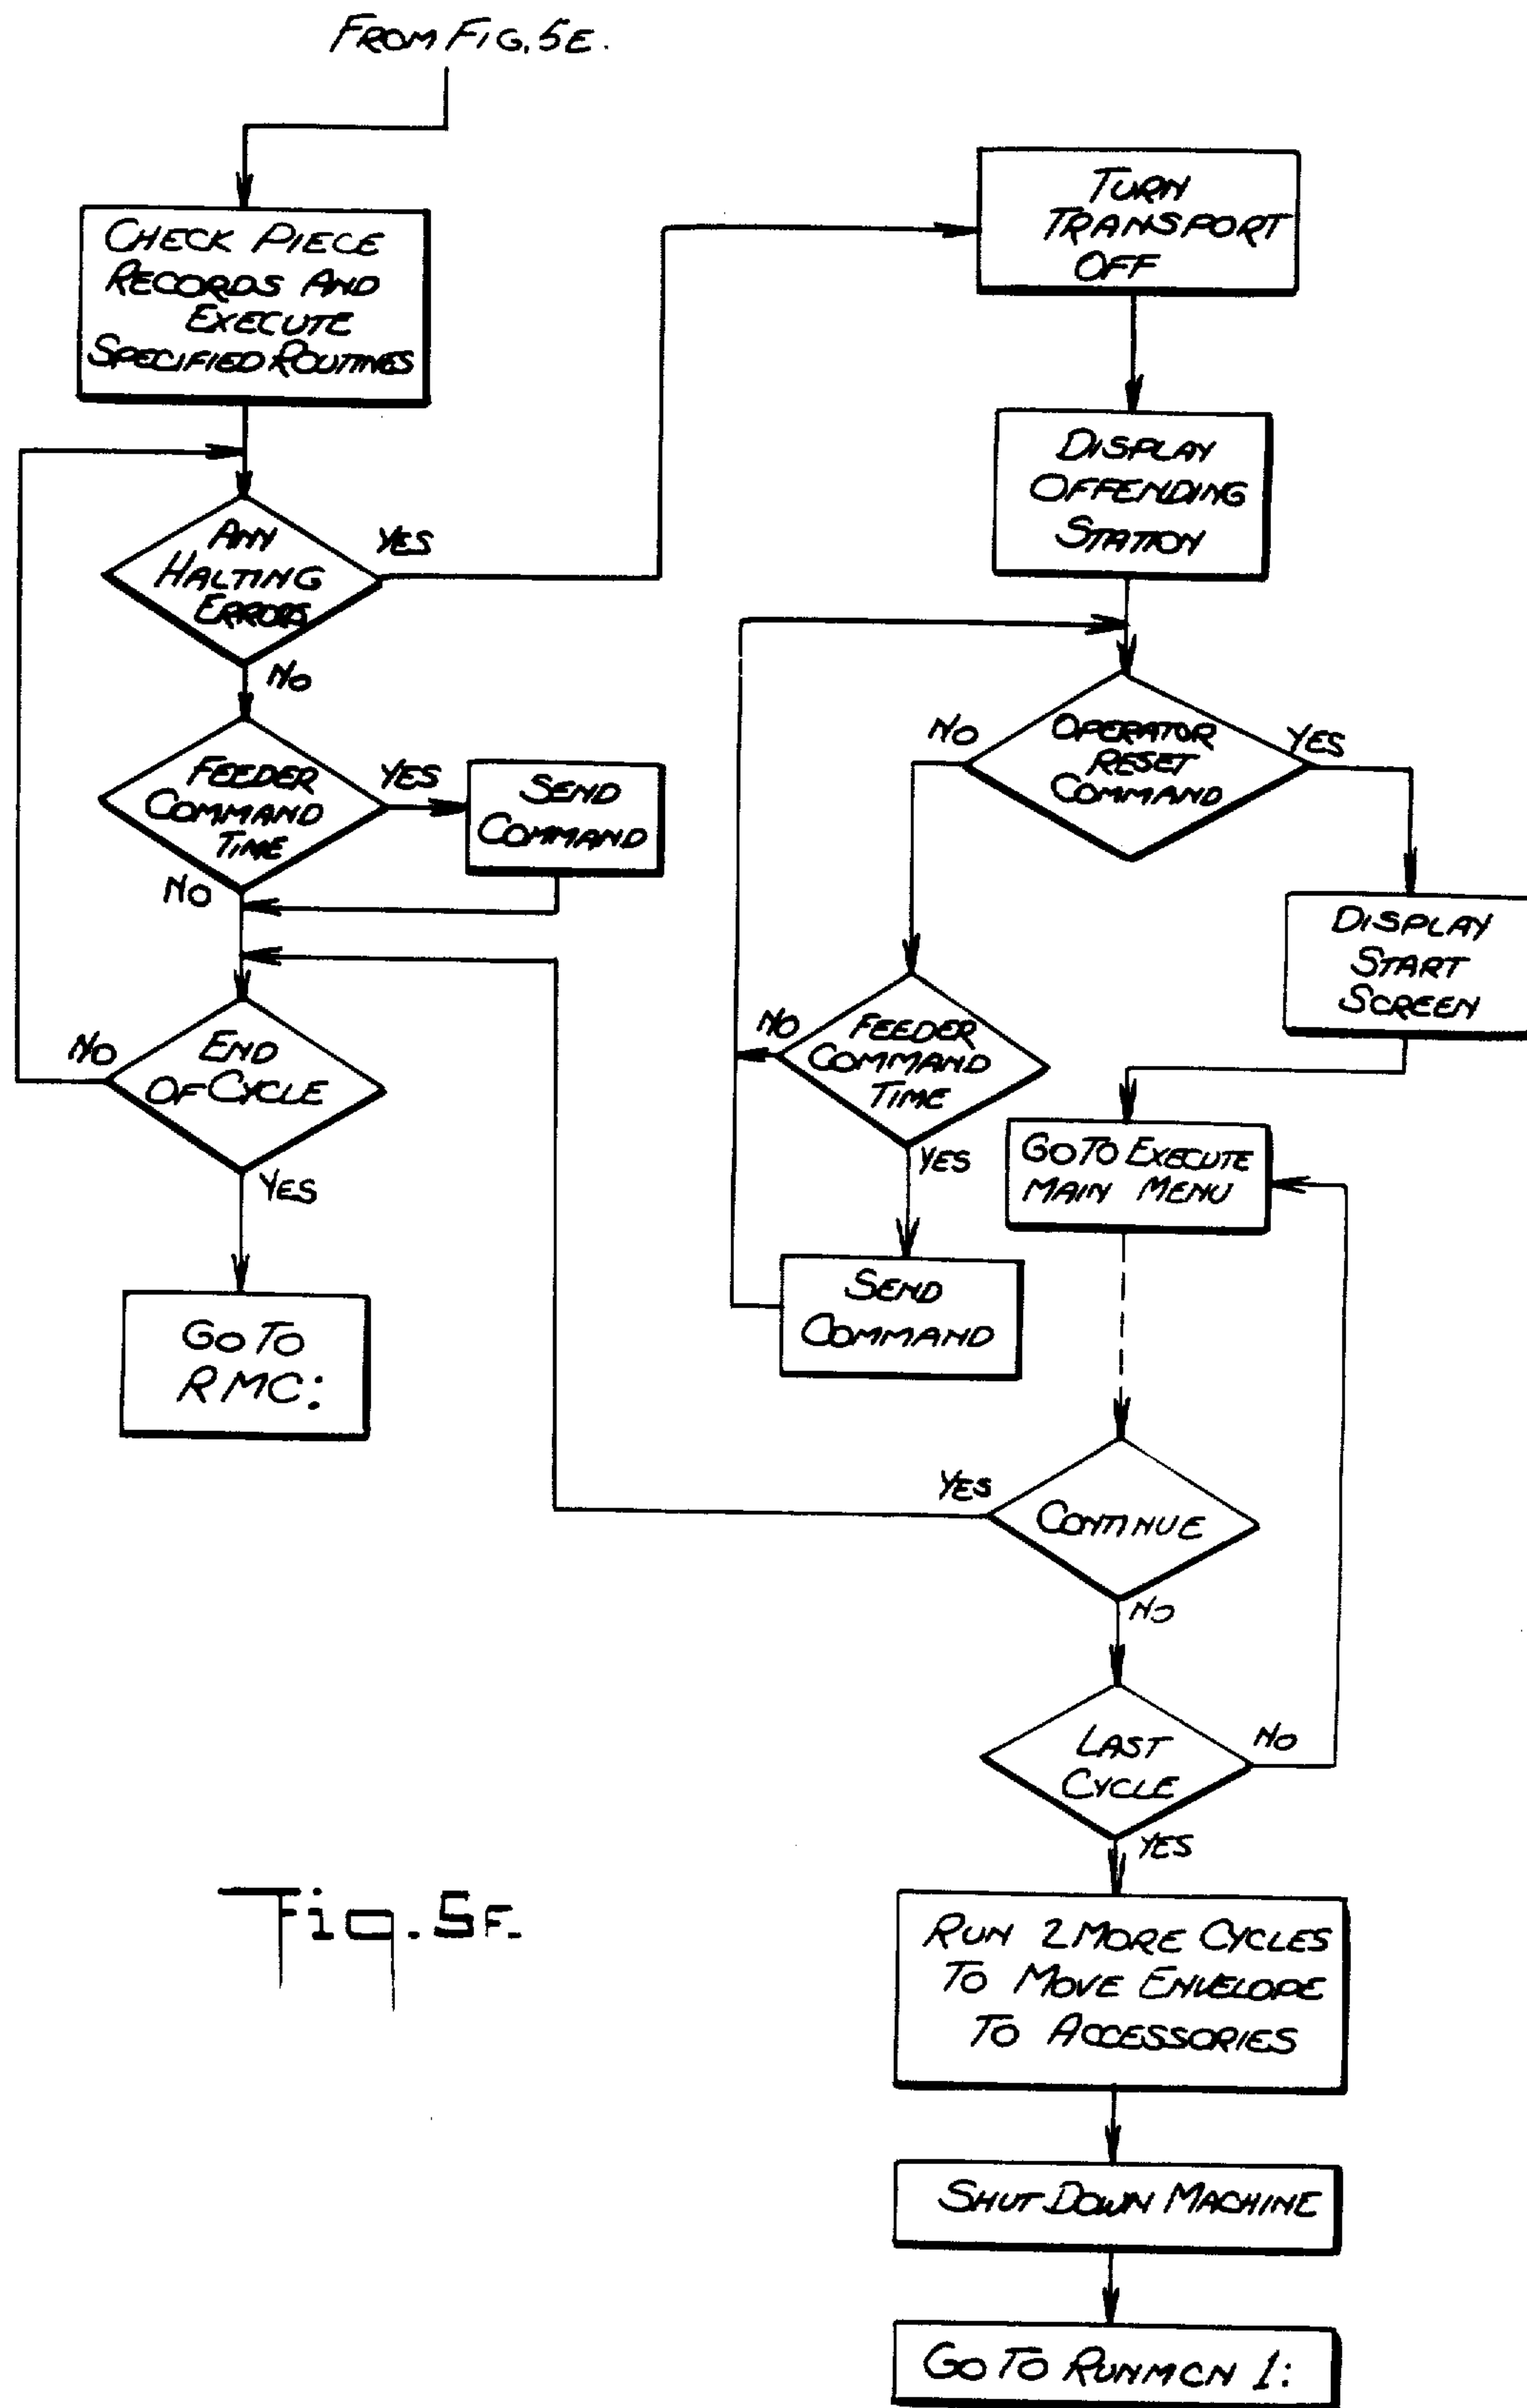 FROM FIG. 5E.
CHECK PIECE
RECORDS AND
EXECUTE
SPECIFIED ROUTINES
ANY
HALTING
ERRORS
YES
NO
FEEDER
COMMAND
TIME
YES
NO
SEND
COMMAND
END
OF CYCLE
NO
YES
GO TO
RMC:
TURN
TRANSPORT
OFF
DISPLAY
OFFENDING
STATION
OPERATOR
RESET
COMMAND
NO
YES
DISPLAY
START
SCREEN
FEEDER
COMMAND
TIME
NO
YES
SEND
COMMAND
GO TO EXECUTE
MAIN MENU
CONTINUE
YES
NO
LAST
CYCLE
NO
YES
RUN 2 MORE CYCLES
TO MOVE ENVELOPE
TO ACCESSORIES
SHUT DOWN MACHINE
GO TO RUNMCN 1:
Fig. 5F.